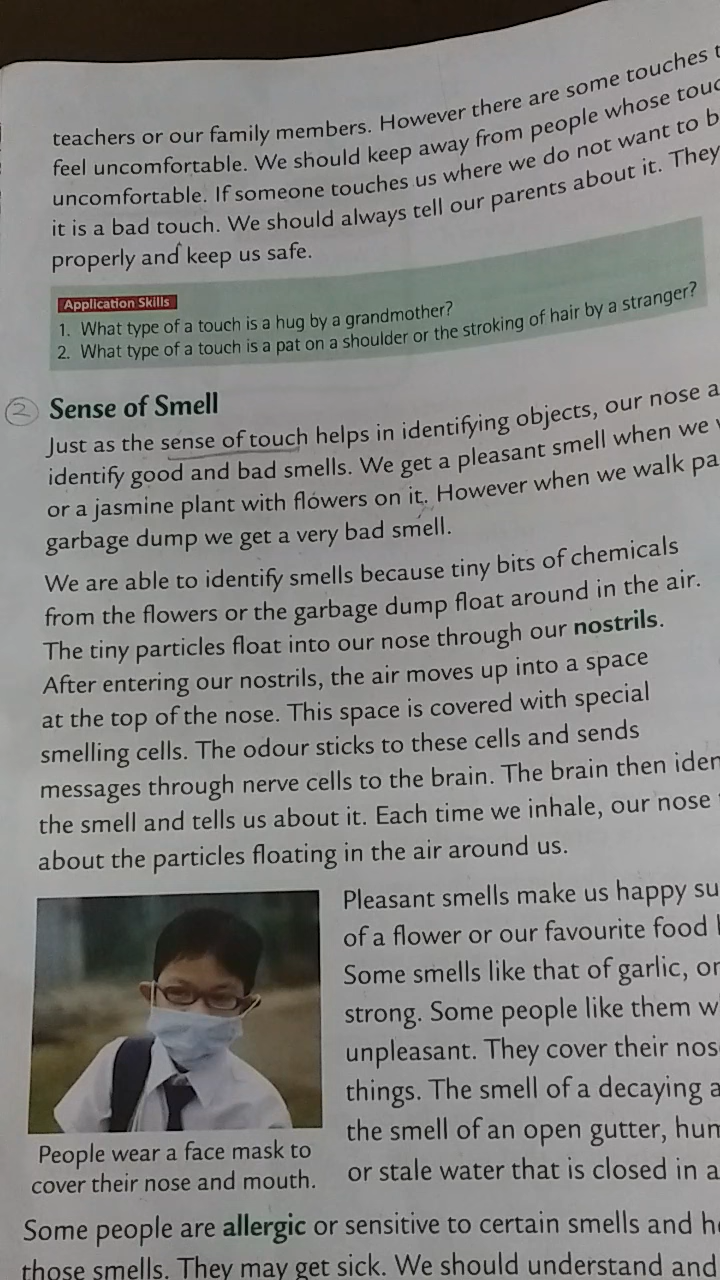 teachers or our family members. However there are some touches
feel uncomfortable. We should keep away from people whose
uncomfortable. If someone touches us where we do not want to
it is a bad touch. We should always tell our parents about it. They
properly and keep us safe.
Application Skills
1. What type of a touch is a hug by a grandmother?
2. What type of a touch is a pat on a shoulder or the stroking of hair by a stranger?
2 Sense of Smell
Just as the sense of touch helps in identifying objects, our nose
identify good and bad smells. We get a pleasant smell when we
or a jasmine plant with flowers on it. However when we walk
garbage dump we get a very bad smell.
We are able to identify smells because tiny bits of chemicals
from the flowers or the garbage dump float around in the air.
The tiny particles float into our nose through our nostrils.
After entering our nostrils, the air moves up into a space
at the top of the nose. This space is covered with special
smelling cells. The odour sticks to these cells and sends
messages through nerve cells to the brain. The brain then
the smell and tells us about it. Each time we inhale, our nose
about the particles floating in the air around us.
Pleasant smells make us happy
of a flower or our favourite food
Some smells like that of garlic,
strong. Some people like them
unpleasant. They cover their
things. The smell of a decaying
the smell of an open gutter,
or stale water that is closed in a
People wear a face mask to
cover their nose and mouth.
Some people are allergic or sensitive to certain smells and
those smells. They may get sick. We should understand and